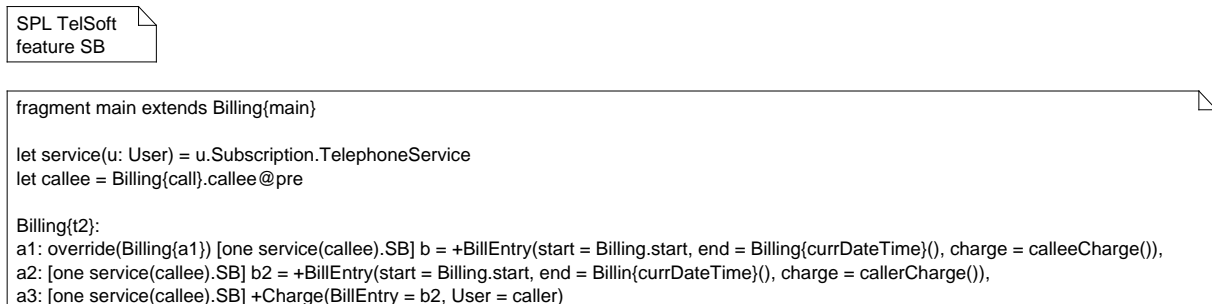 SPL TelSoft
feature SB
fragment main extends Billing{main}
let service(u: User) = u.Subscription.TelephoneService
let callee = Billing{call}.callee@pre
Billing{t2}:
a1: override(Billing{a1}) [one service(callee).SB] b = +BillEntry(start = Billing.start, end = Billing{currDateTime}(), charge = calleeCharge()),
a2: [one service(callee).SB] b2 = +BillEntry(start = Billing.start, end = Billin{currDateTime}(), charge = callerCharge()),
a3: [one service(callee).SB] +Charge(BillEntry = b2, User = caller)